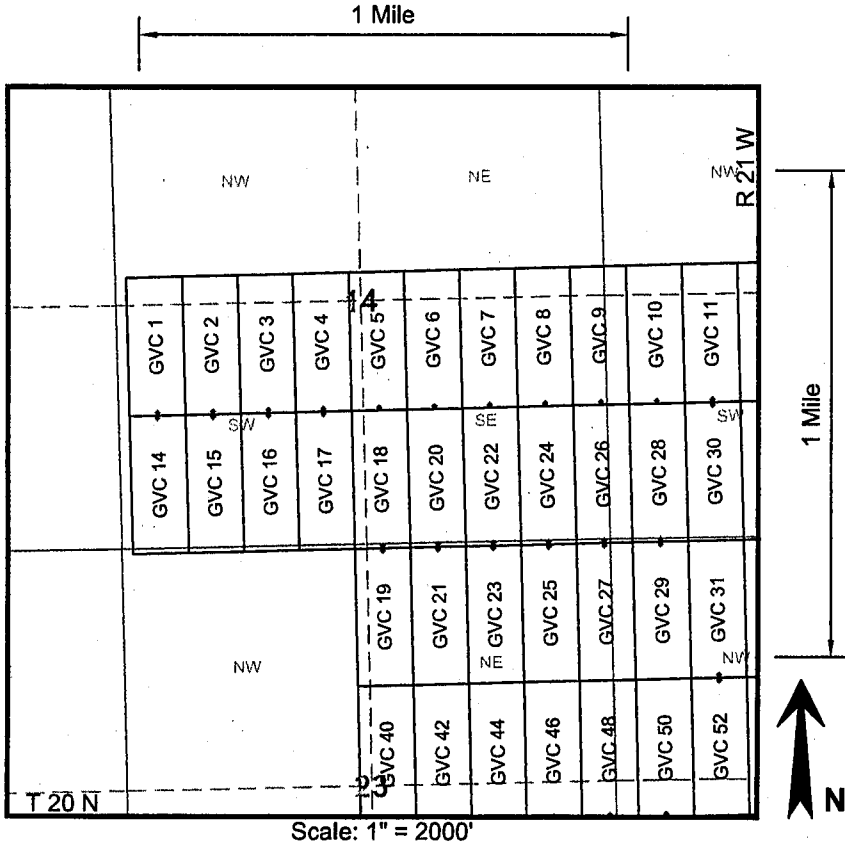 1 Mile
R 21 W
NW
NE
NW
14
GVC 1
GVC 2
GVC 3
GVC 4
GVC 5
GVC 6
GVC 7
GVC 8
GVC 9
GVC 10
GVC 11
1 Mile
SW
SE
SW
GVC 14
GVC 15
GVC 16
GVC 17
GVC 18
GVC 20
GVC 22
GVC 24
GVC 26
GVC 28
GVC 30
GVC 19
GVC 21
GVC 23
GVC 25
GVC 27
GVC 29
GVC 31
NW
NE
NW
GVC 40
GVC 42
GVC 44
GVC 46
GVC 48
GVC 50
GVC 52
23
T 20 N
N
Scale: 1" = 2000'